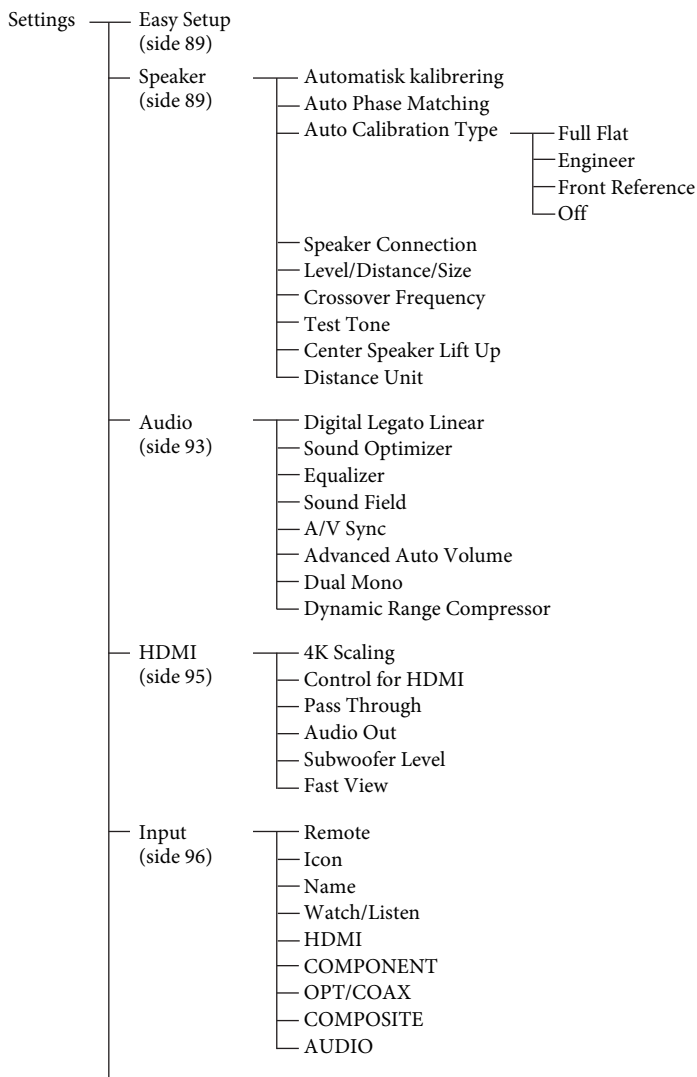 Settings
Easy Setup
(side 89)
Speaker
(side 89)
Automatisk kalibrering
Auto Phase Matching
Auto Calibration Type
Full Flat
Engineer
Front Reference
Off
Speaker Connection
Level/Distance/Size
Crossover Frequency
Test Tone
Center Speaker Lift Up
Distance Unit
Audio
(side 93)
Digital Legato Linear
Sound Optimizer
Equalizer
Sound Field
A/V Sync
Advanced Auto Volume
Dual Mono
Dynamic Range Compressor
HDMI
(side 95)
4K Scaling
Control for HDMI
Pass Through
Audio Out
Subwoofer Level
Fast View
Input
(side 96)
Remote
Icon
Name
Watch/Listen
HDMI
COMPONENT
OPT/COAX
COMPOSITE
AUDIO